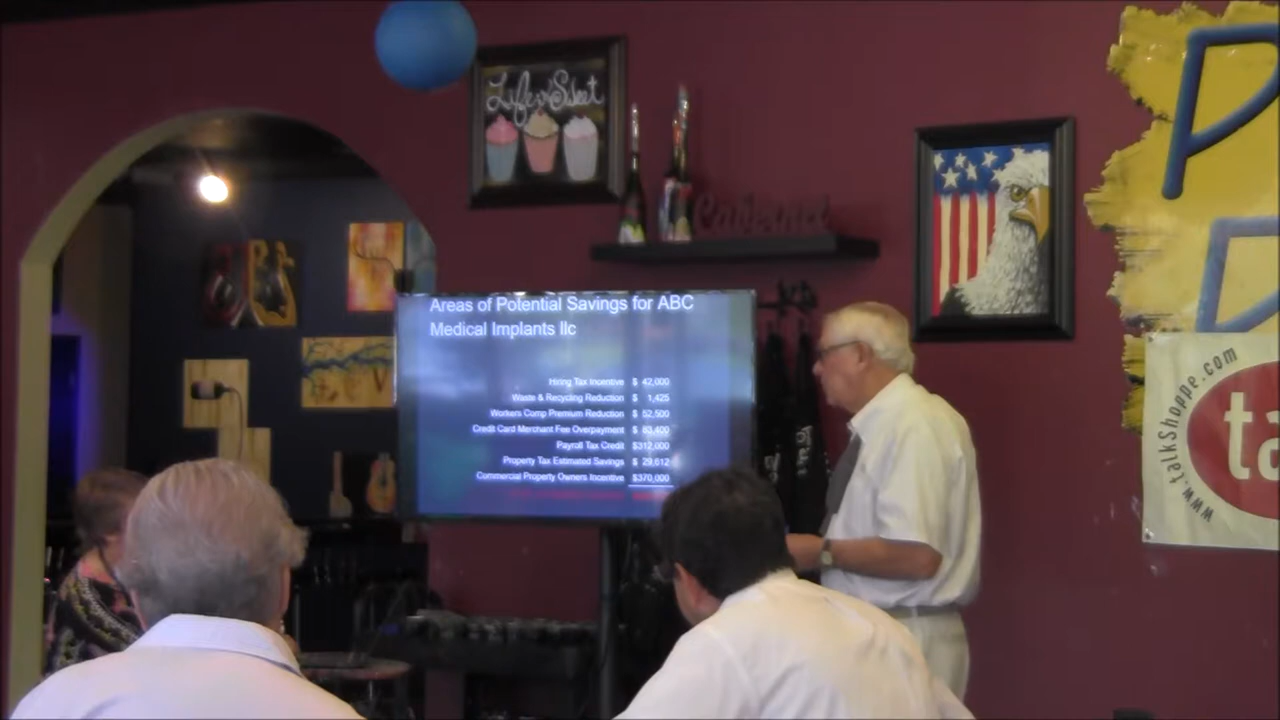 Life is Sweet
Areas of Potential Savings for ABC
Medical Implants llc
Hiring Tax Incentive $ 42,000
Waste & Recycling Reduction $ 1,425
Workers Comp Premium Reduction $ 52,500
Credit Card Merchant Fee Overpayment $ 83,400
Payroll Tax Credit $312,000
Property Tax Estimated Savings $ 29,612
Commercial Property Owners Incentive $370,000
P
D
www.talkShoppe.com
ta